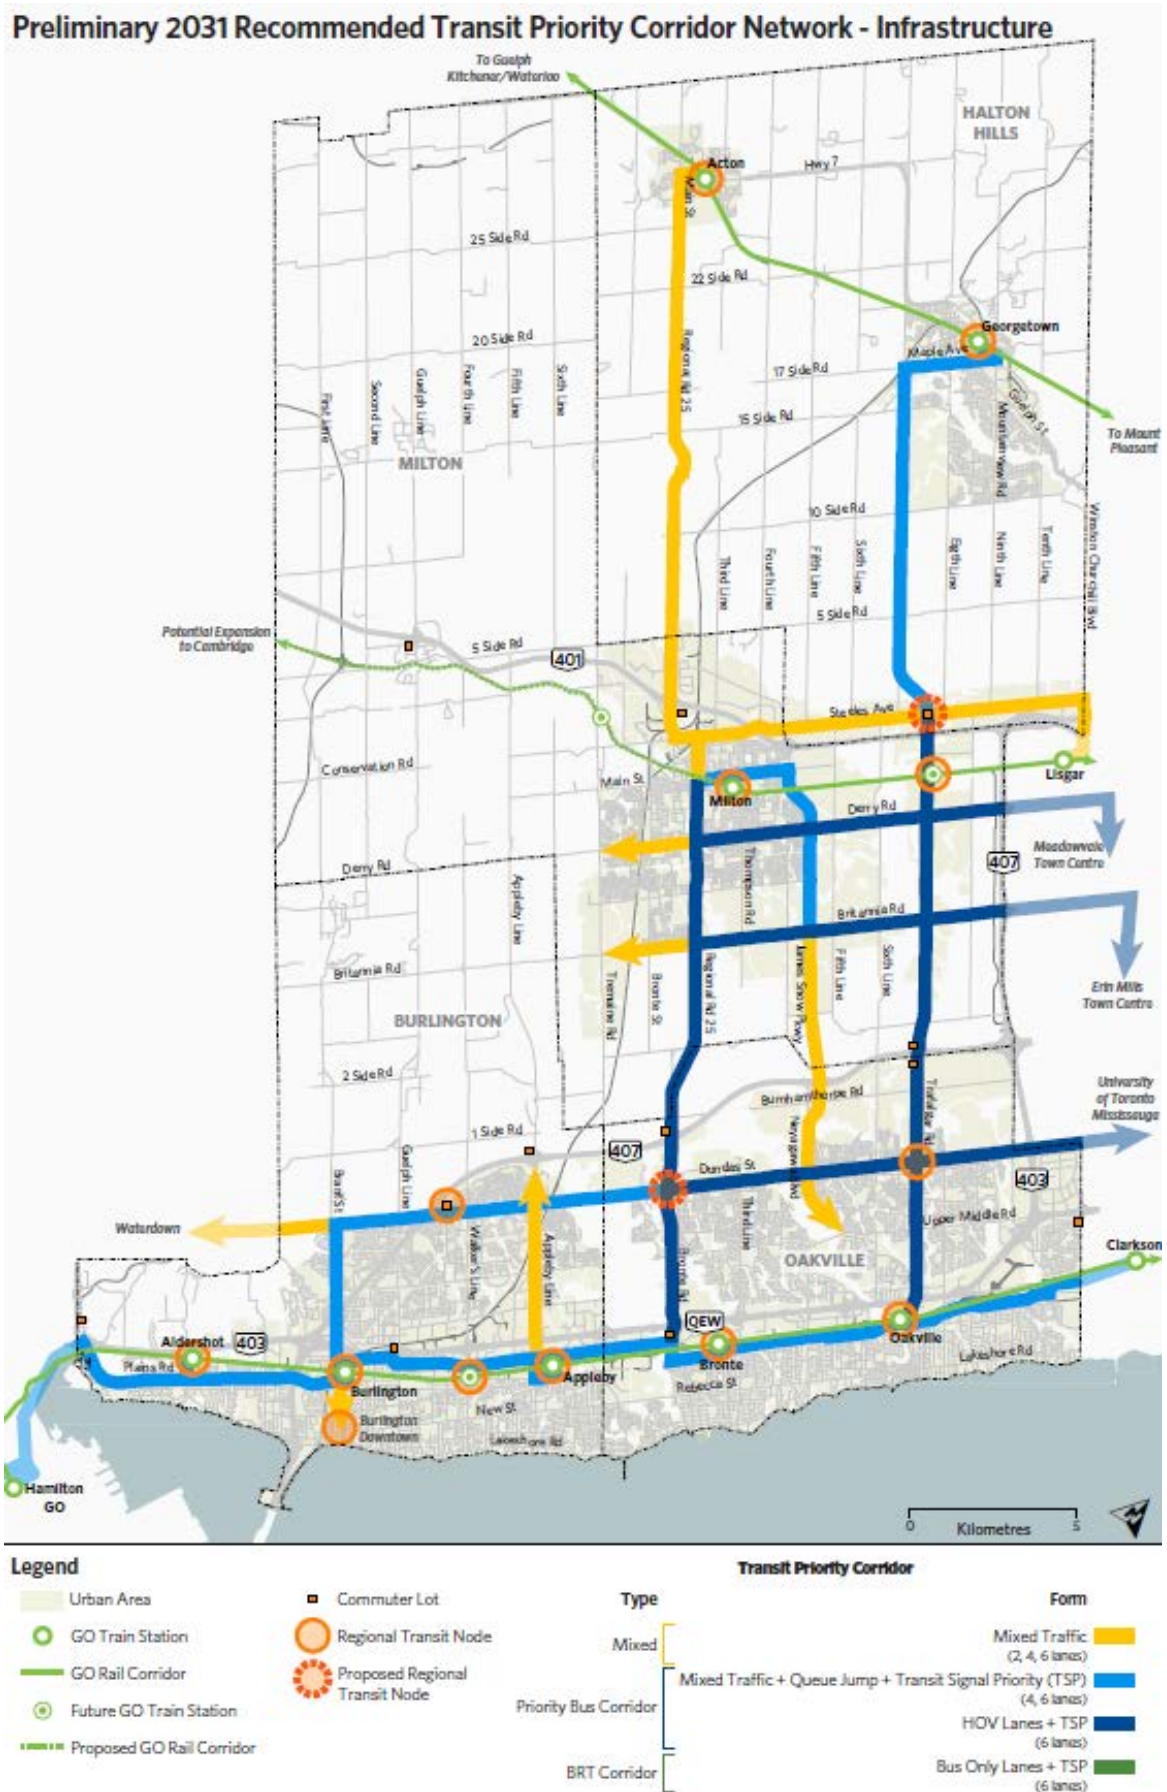 Preliminary 2031 Recommended Transit Priority Corridor Network - Infrastructure
To Guelph
Kitchener/Waterloo
HALTON
HILLS
Acton
Hwy 7
Main St
25 Side Rd
22 Side Rd
Georgetown
20 Side Rd
Maple Ave
17 Side Rd
Regional Rd 25
First Line
Second Line
Guelph Line
Fourth Line
Fifth Line
Sixth Line
Guelph St
15 Side Rd
Mountainview Rd
To Mount
Pleasant
MILTON
10 Side Rd
Winston Churchill Blvd
Third Line
Fourth Line
Fifth Line
Sixth Line
Eighth Line
Ninth Line
Tenth Line
5 Side Rd
Potential Expansion
to Cambridge
5 Side Rd
401
Steeles Ave
Conservation Rd
Main St
Milton
Lisgar
Derry Rd
Meadowvale
Town Centre
407
Derry Rd
Appleby Line
Thompson Rd
Britannia Rd
Britannia Rd
Tremaine Rd
Bronte St
Regional Rd 25
James Snow Pkwy
Fifth Line
Sixth Line
Erin Mills
Town Centre
BURLINGTON
2 Side Rd
Burnhamthorpe Rd
Trafalgar Rd
University
of Toronto
Mississauga
1 Side Rd
407
Neyagawa Blvd
Dundas St
403
Brant St
Guelph Line
Waterdown
Walkers Line
Appleby Line
Third Line
Upper Middle Rd
OAKVILLE
Clarkson
Bronte Rd
QEW
Aldershot
403
Plains Rd
Oakville
Lakeshore Rd
Burlington
Appleby
Bronte
Rebecca St
New St
Burlington
Downtown
Lakeshore Rd
Hamilton
GO
0
5
Kilometres
Legend
Urban Area
GO Train Station
GO Rail Corridor
Future GO Train Station
Proposed GO Rail Corridor
Commuter Lot
Regional Transit Node
Proposed Regional
Transit Node
Transit Priority Corridor
Type
Form
Mixed
Mixed Traffic
(2, 4, 6 lanes)
Priority Bus Corridor
Mixed Traffic + Queue Jump + Transit Signal Priority (TSP)
(4, 6 lanes)
HOV Lanes + TSP
(6 lanes)
BRT Corridor
Bus Only Lanes + TSP
(6 lanes)